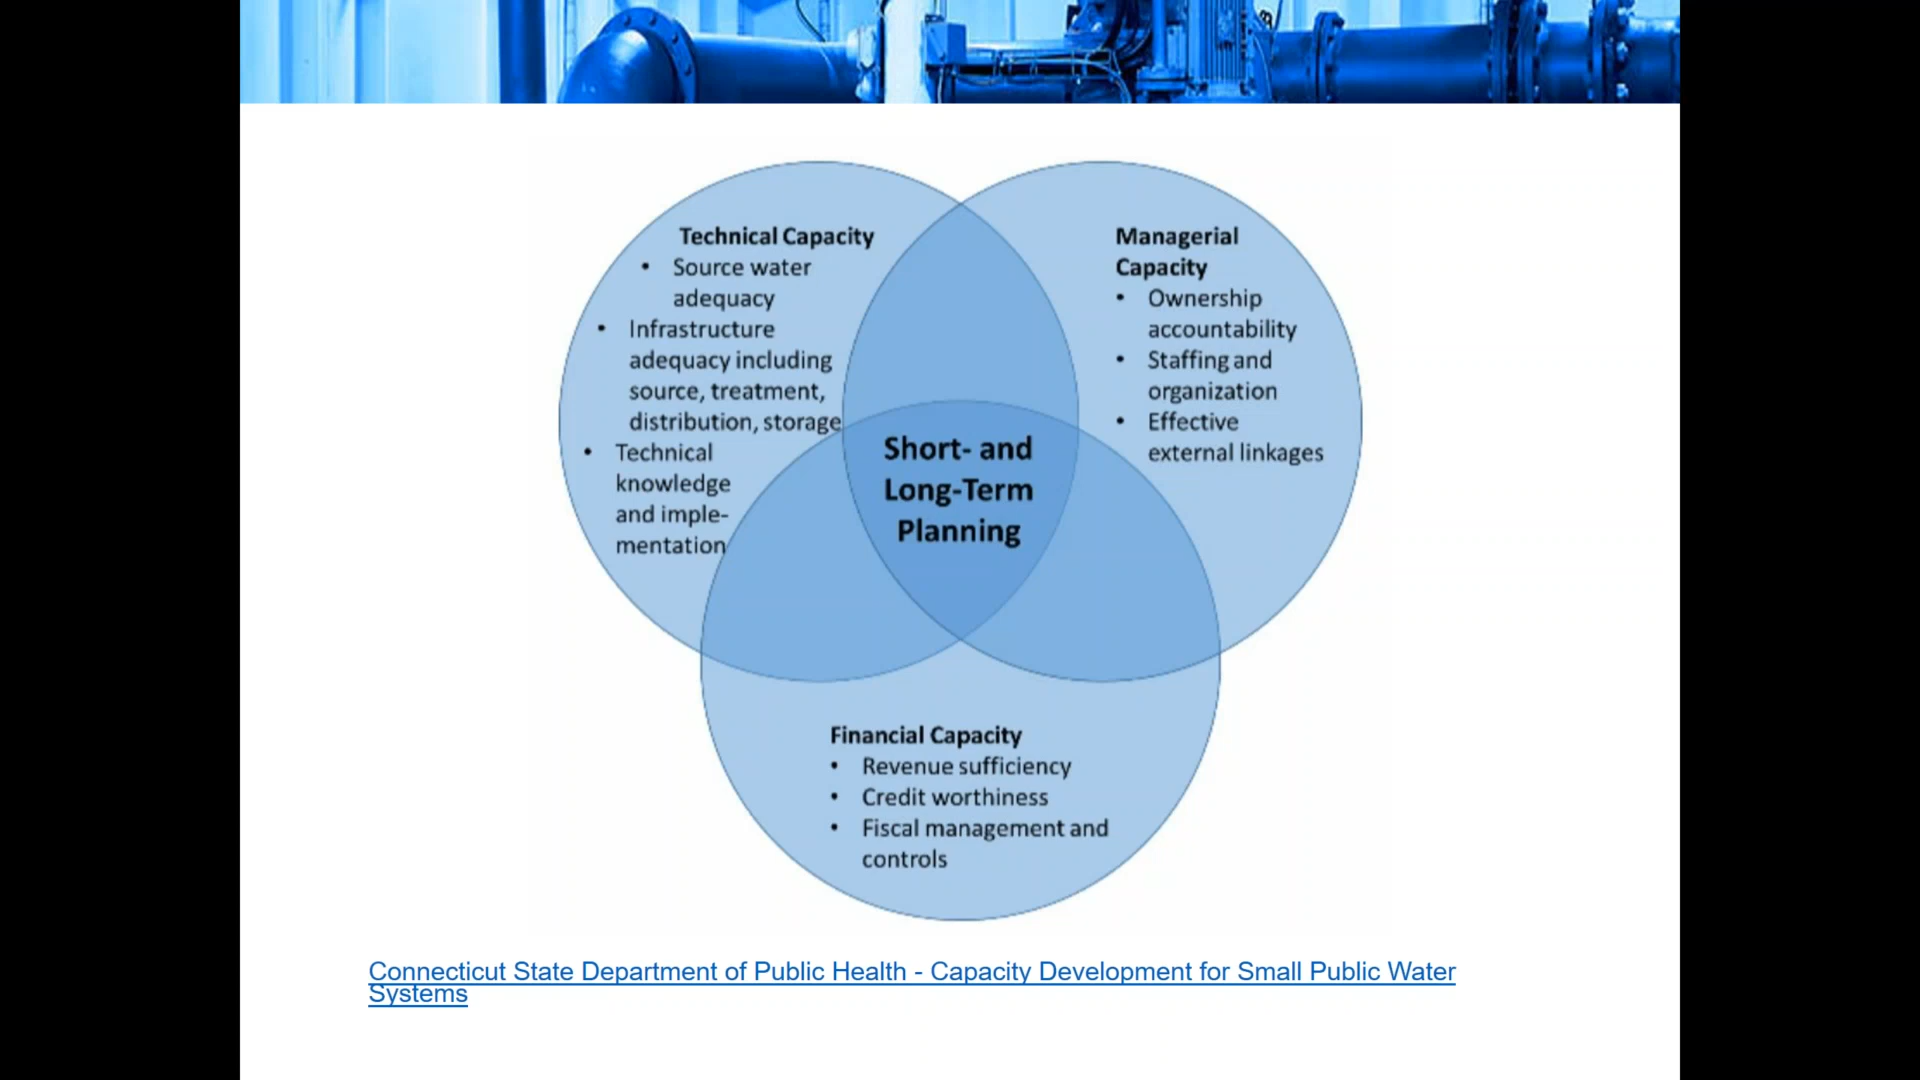 Technical Capacity
• Source water
adequacy
• Infrastructure
adequacy including
source, treatment,
distribution, storage
• Technical
knowledge
and imple-
mentation
Managerial
Capacity
• Ownership
accountability
• Staffing and
organization
• Effective
external linkages
Short- and
Long-Term
Planning
Financial Capacity
• Revenue sufficiency
• Credit worthiness
• Fiscal management and
controls
Connecticut State Department of Public Health - Capacity Development for Small Public Water
Systems